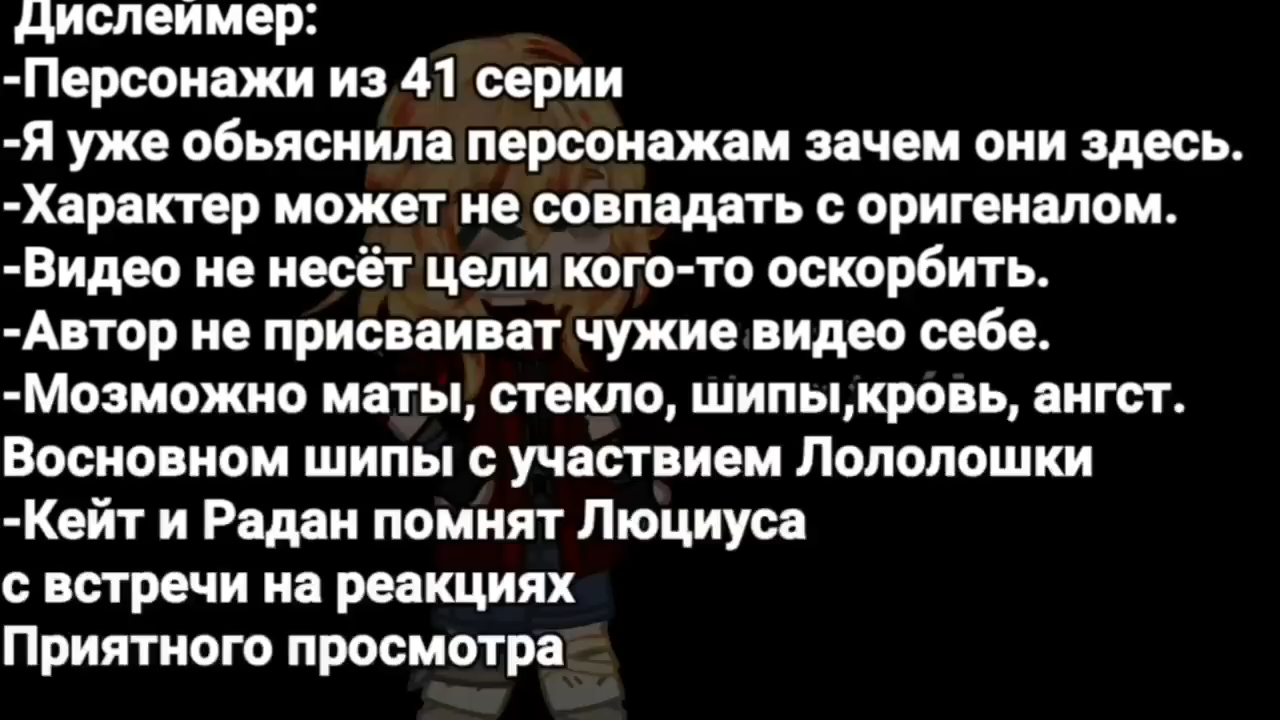 Дислеймер:
-Персонажи из 41 серии
-Я уже обьяснила персонажам зачем они здесь.
-Характер может не совпадать с оригеналом.
-Видео не несёт цели кого-то оскорбить.
-Автор не присваиват чужие видео себе.
-Мозможно маты, стекло, шипы,кровь, ангст.
Восновном шипы с участвием Лололошки
-Кейт и Радан помнят Люциуса
с встречи на реакциях
Приятного просмотра